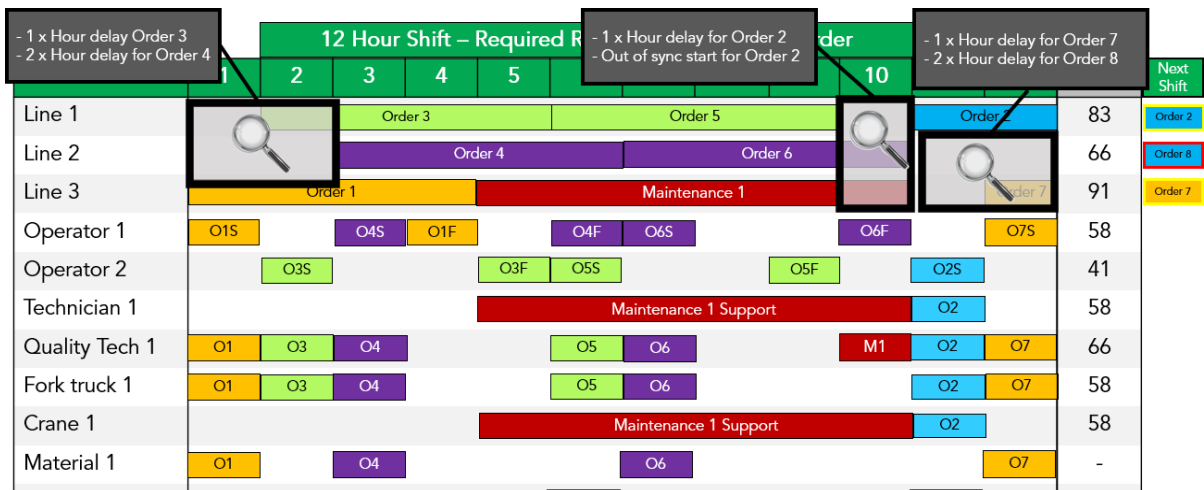 - 1 x Hour delay Order 3
- 2 x Hour delay for Order 4
- 1 x Hour delay for Order 2
- Out of sync start for Order 2
- 1 x Hour delay for Order 7
- 2 x Hour delay for Order 8
12 Hour Shift – Required
2 3 4 5 10 Next
Shift
Line 1 Order 3 Order 5 83 Order 2
Line 2 Order 4 Order 6 66 Order 8
Line 3 Order 1 Maintenance 1 Order 7 91 Order 7
Operator 1 O1S O4S O1F O4F O6S O6F O7S 58
Operator 2 O3S O3F O5S O5F O2S 41
Technician 1 Maintenance 1 Support O2 58
Quality Tech 1 O1 O3 O4 O5 O6 M1 O2 O7 66
Fork truck 1 O1 O3 O4 O5 O6 O2 O7 58
Crane 1 Maintenance 1 Support O2 58
Material 1 O1 O4 O6 O7 -